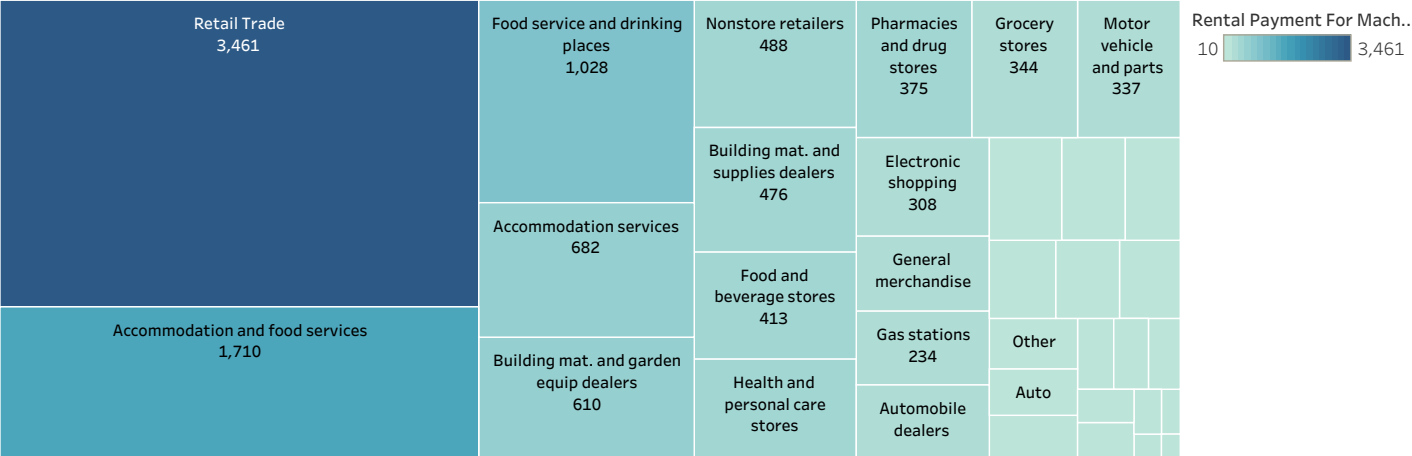 Retail Trade
3,461
Accommodation and food services
1,710
Food service and drinking
places
1,028
Accommodation services
682
Building mat. and garden
equip dealers
610
Nonstore retailers
488
Building mat. and
supplies dealers
476
Food and
beverage stores
413
Health and
personal care
stores
Pharmacies
and drug
stores
375
Grocery
stores
344
Motor
vehicle
and parts
337
Electronic
shopping
308
General
merchandise
Gas stations
234
Automobile
dealers
Other
Auto
Rental Payment For Mach..
10
3,461